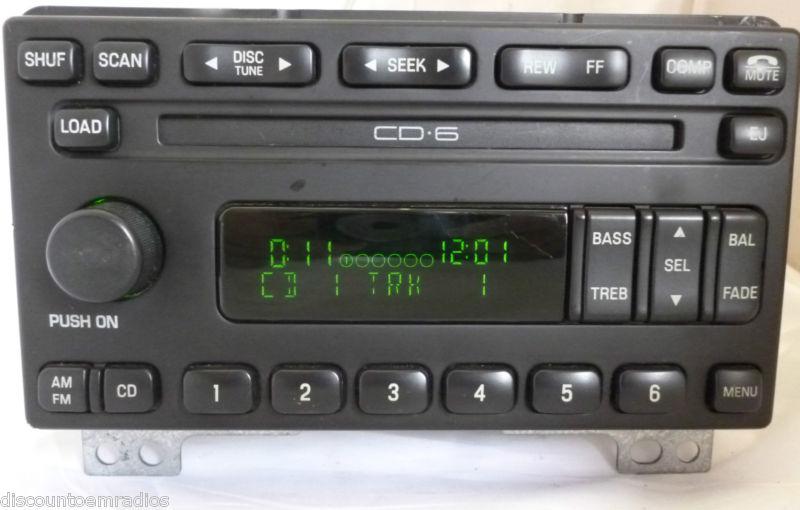 SHUF SCAN ◄ DISC TUNE ► ◄ SEEK ► REW FF COMP MUTE
LOAD CD·6 EJ
0:11 1 12:01
CD 1 TRK 1
BASS ▲ BAL
SEL
TREB ▼ FADE
PUSH ON
AM FM CD 1 2 3 4 5 6 MENU
discountoemradios